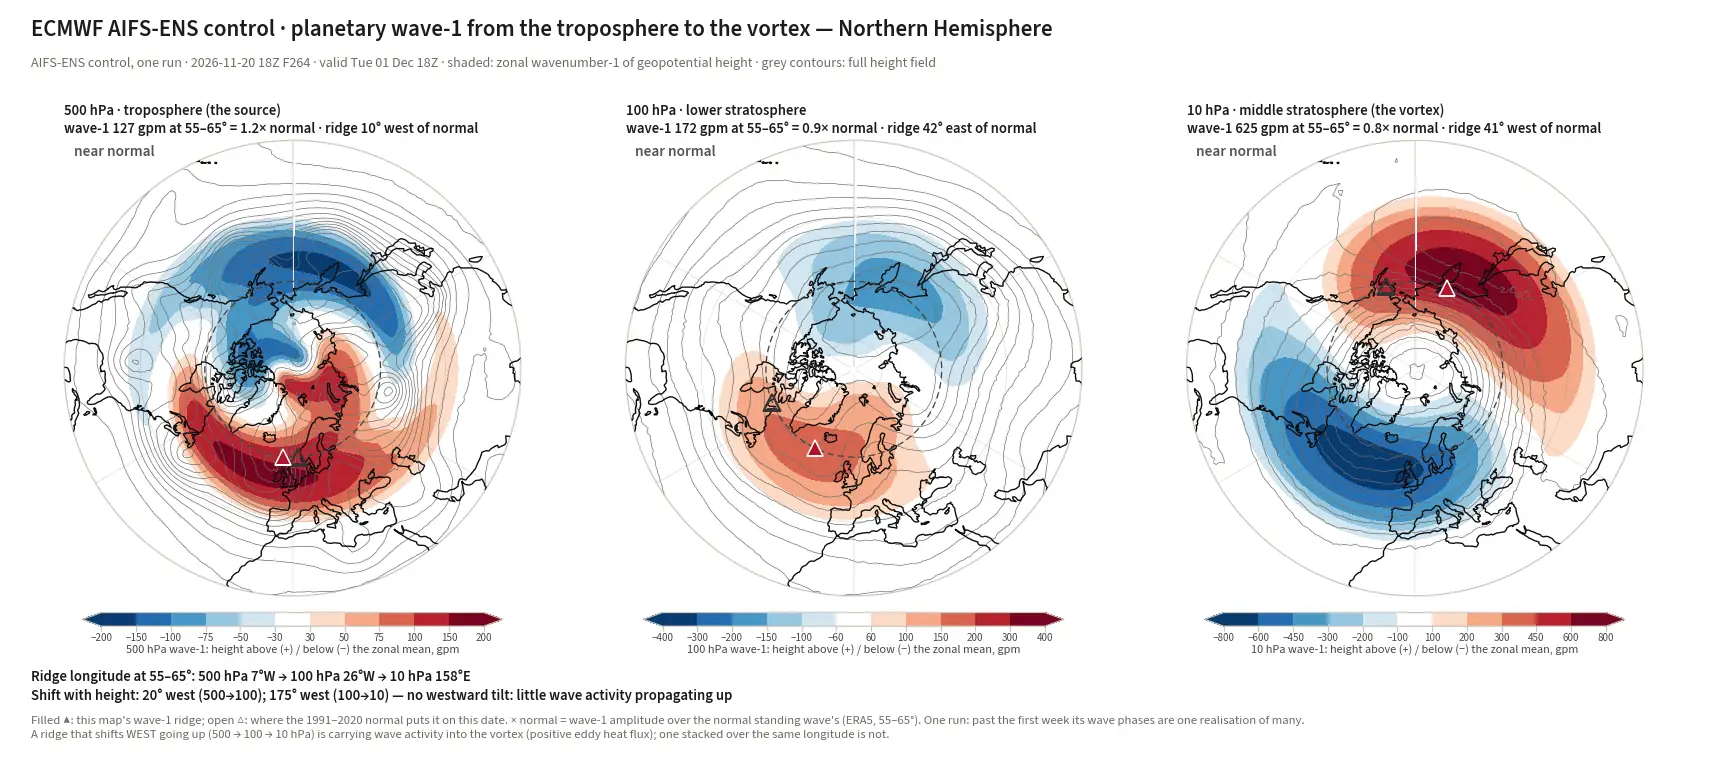 ECMWF AIFS-ENS control · planetary wave-1 from the troposphere to the vortex — Northern Hemisphere
AIFS-ENS control, one run · 2026-11-20 18Z F264 · valid Tue 01 Dec 18Z · shaded: zonal wavenumber-1 of geopotential height · grey contours: full height field
500 hPa · troposphere (the source)
wave-1 127 gpm at 55–65° = 1.2× normal · ridge 10° west of normal
near normal
100 hPa · lower stratosphere
wave-1 172 gpm at 55–65° = 0.9× normal · ridge 42° east of normal
near normal
10 hPa · middle stratosphere (the vortex)
wave-1 625 gpm at 55–65° = 0.8× normal · ridge 41° west of normal
near normal
−200 −150 −100 −75 −50 −30 30 50 75 100 150 200
500 hPa wave-1: height above (+) / below (−) the zonal mean, gpm
−400 −300 −200 −150 −100 −60 60 100 150 200 300 400
100 hPa wave-1: height above (+) / below (−) the zonal mean, gpm
−800 −600 −450 −300 −200 −100 100 200 300 450 600 800
10 hPa wave-1: height above (+) / below (−) the zonal mean, gpm
Ridge longitude at 55–65°: 500 hPa 7°W → 100 hPa 26°W → 10 hPa 158°E
Shift with height: 20° west (500→100); 175° west (100→10) — no westward tilt: little wave activity propagating up
Filled ▲: this map's wave-1 ridge; open △: where the 1991–2020 normal puts it on this date. × normal = wave-1 amplitude over the normal standing wave's (ERA5, 55–65°). One run: past the first week its wave phases are one realisation of many.
A ridge that shifts WEST going up (500 → 100 → 10 hPa) is carrying wave activity into the vortex (positive eddy heat flux); one stacked over the same longitude is not.